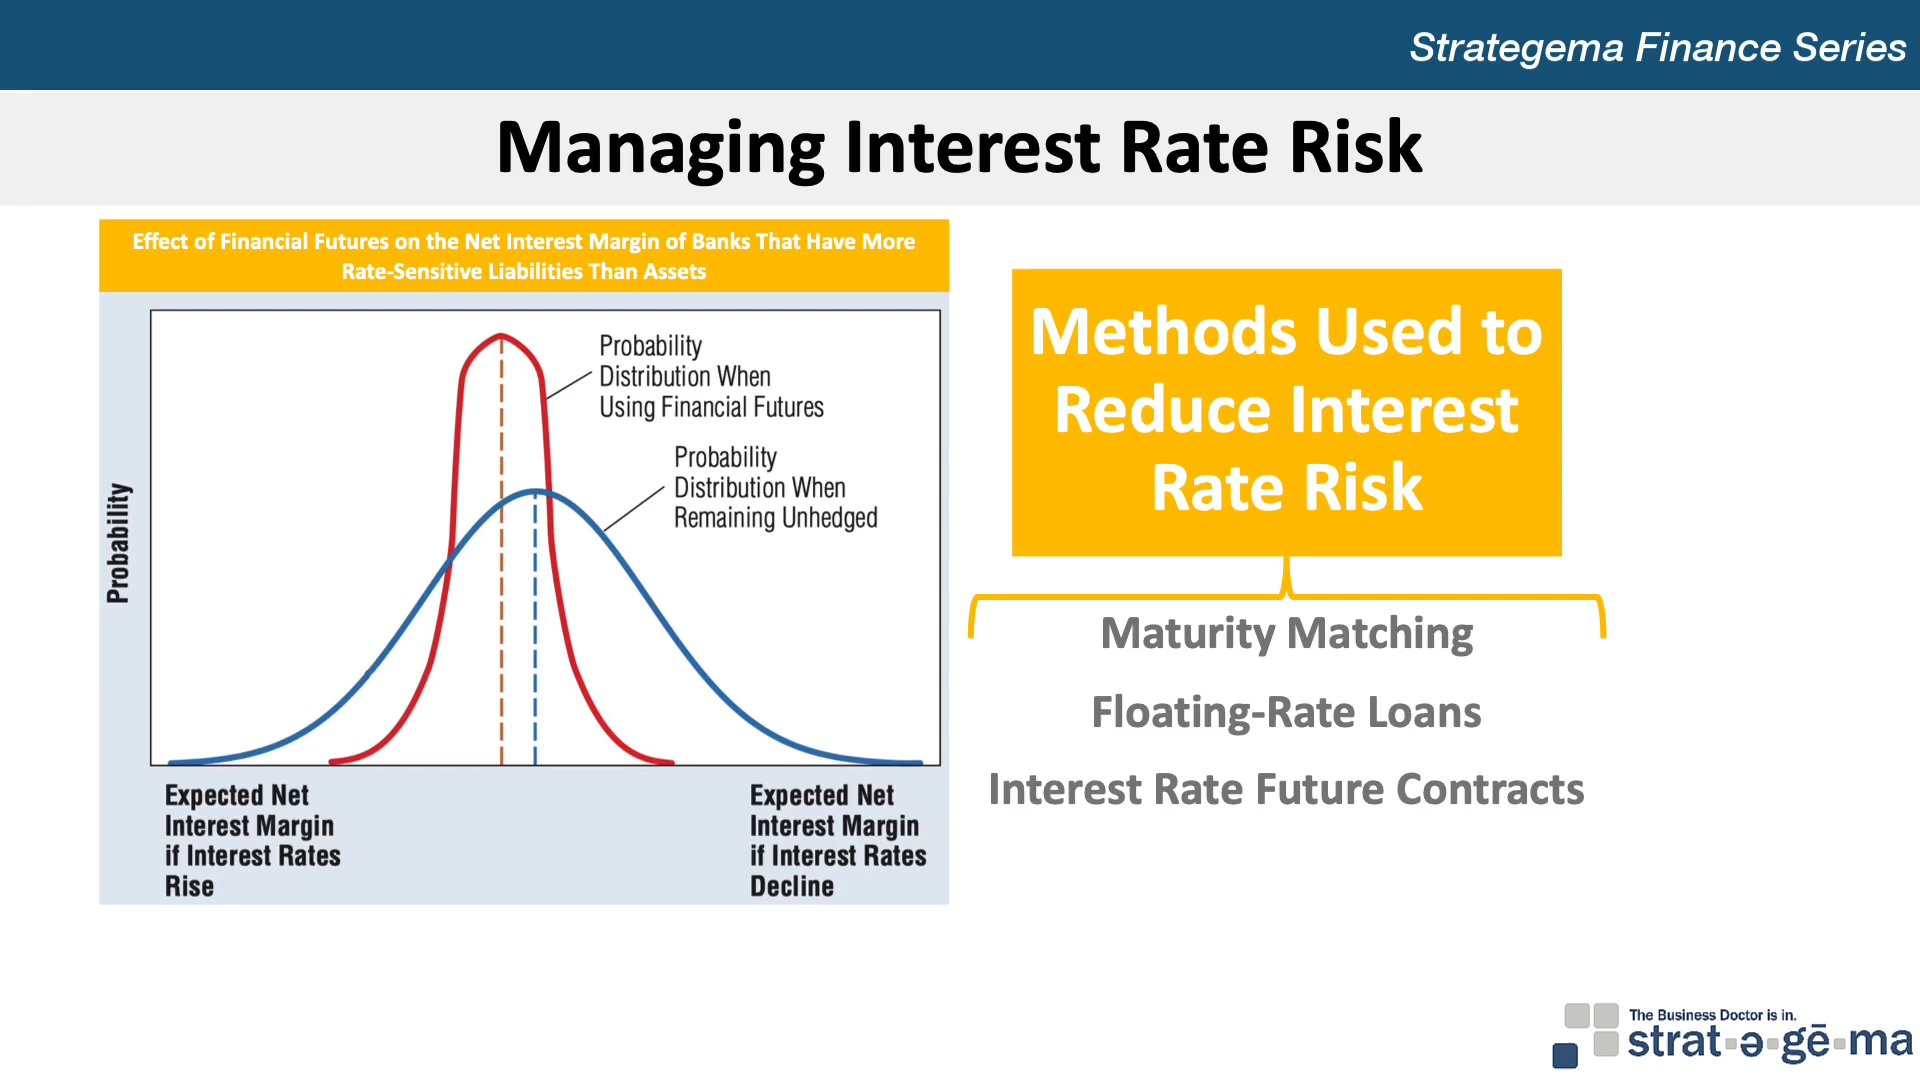 Strategema Finance Series
Managing Interest Rate Risk
Effect of Financial Futures on the Net Interest Margin of Banks That Have More
Rate-Sensitive Liabilities Than Assets
Probability
Distribution When
Using Financial Futures
Probability
Distribution When
Remaining Unhedged
Probability
Expected Net
Interest Margin
if Interest Rates
Rise
Expected Net
Interest Margin
if Interest Rates
Decline
Methods Used to
Reduce Interest
Rate Risk
Maturity Matching
Floating-Rate Loans
Interest Rate Future Contracts
The Business Doctor is in.
strat▪ə▪gē▪ma